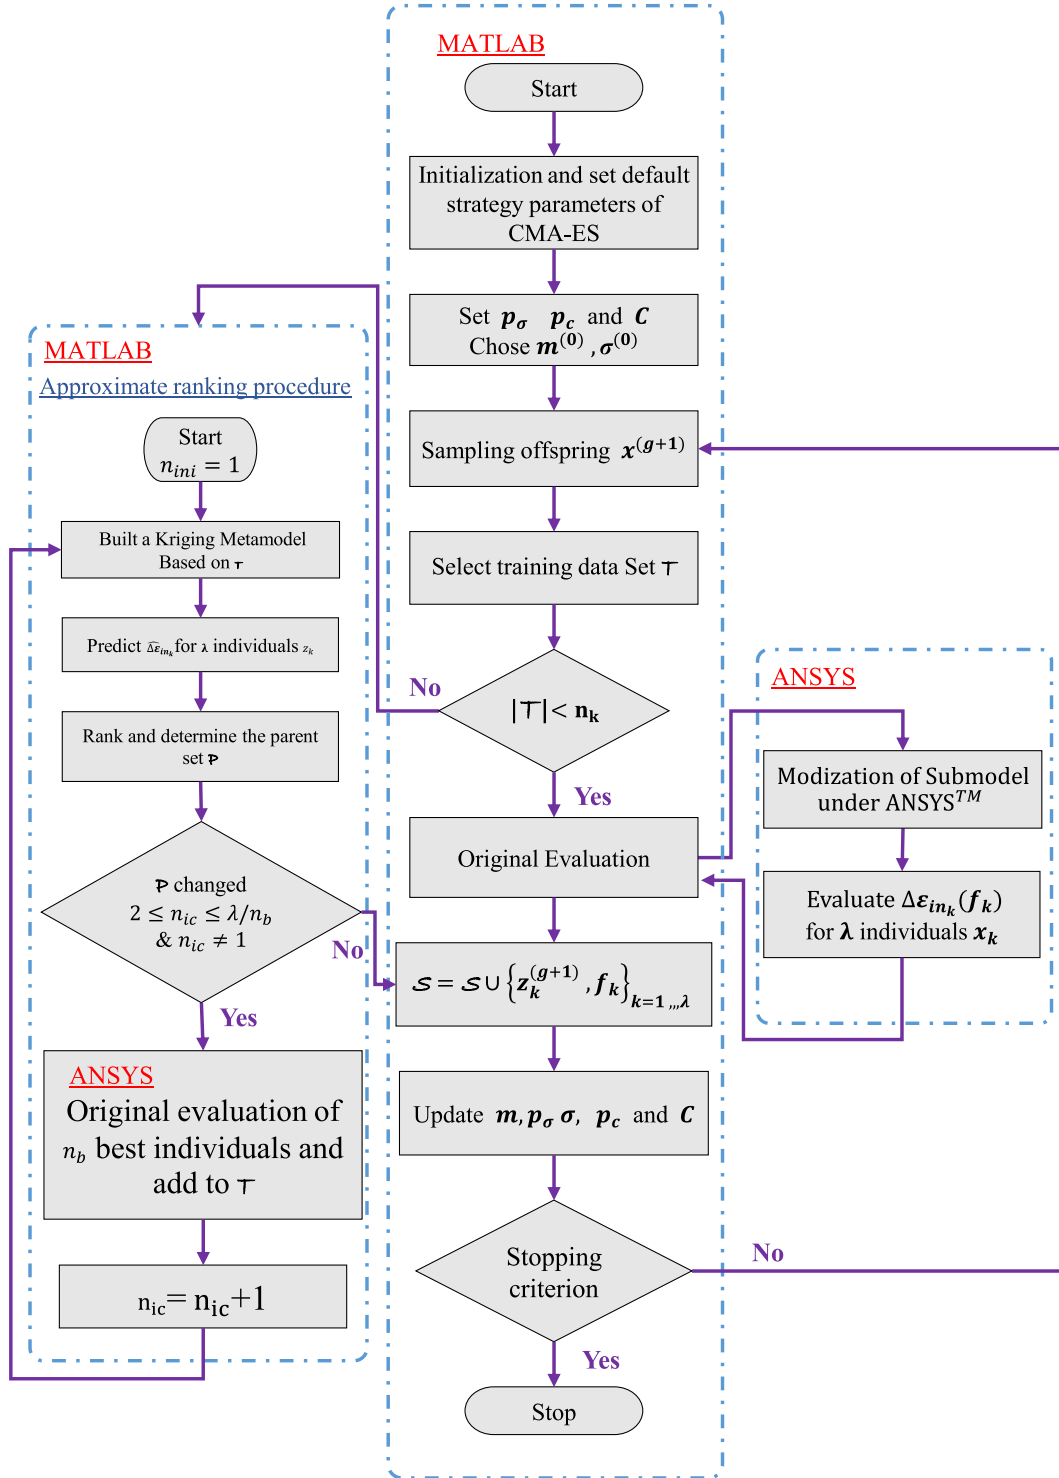 MATLAB
Start
Initialization and set default
strategy parameters of
CMA-ES
Set p_σ p_c and C
Chose m^(0) , σ^(0)
Sampling offspring x^(g+1)
Select training data Set T
|T| < n_k
No
Yes
Original Evaluation
S = S ∪ {z_k^(g+1) , f_k}_k=1 ,,,λ
Update m, p_σ σ, p_c and C
Stopping
criterion
No
Yes
Stop
MATLAB
Approximate ranking procedure
Start
n_ini = 1
Built a Kriging Metamodel
Based on T
Predict Δ̂ε_in_k for λ individuals z_k
Rank and determine the parent
set P
P changed
2 ≤ n_ic ≤ λ/n_b
& n_ic ≠ 1
No
Yes
ANSYS
Original evaluation of
n_b best individuals and
add to T
n_ic= n_ic+1
ANSYS
Modization of Submodel
under ANSYS^TM
Evaluate Δε_in_k(f_k)
for λ individuals x_k